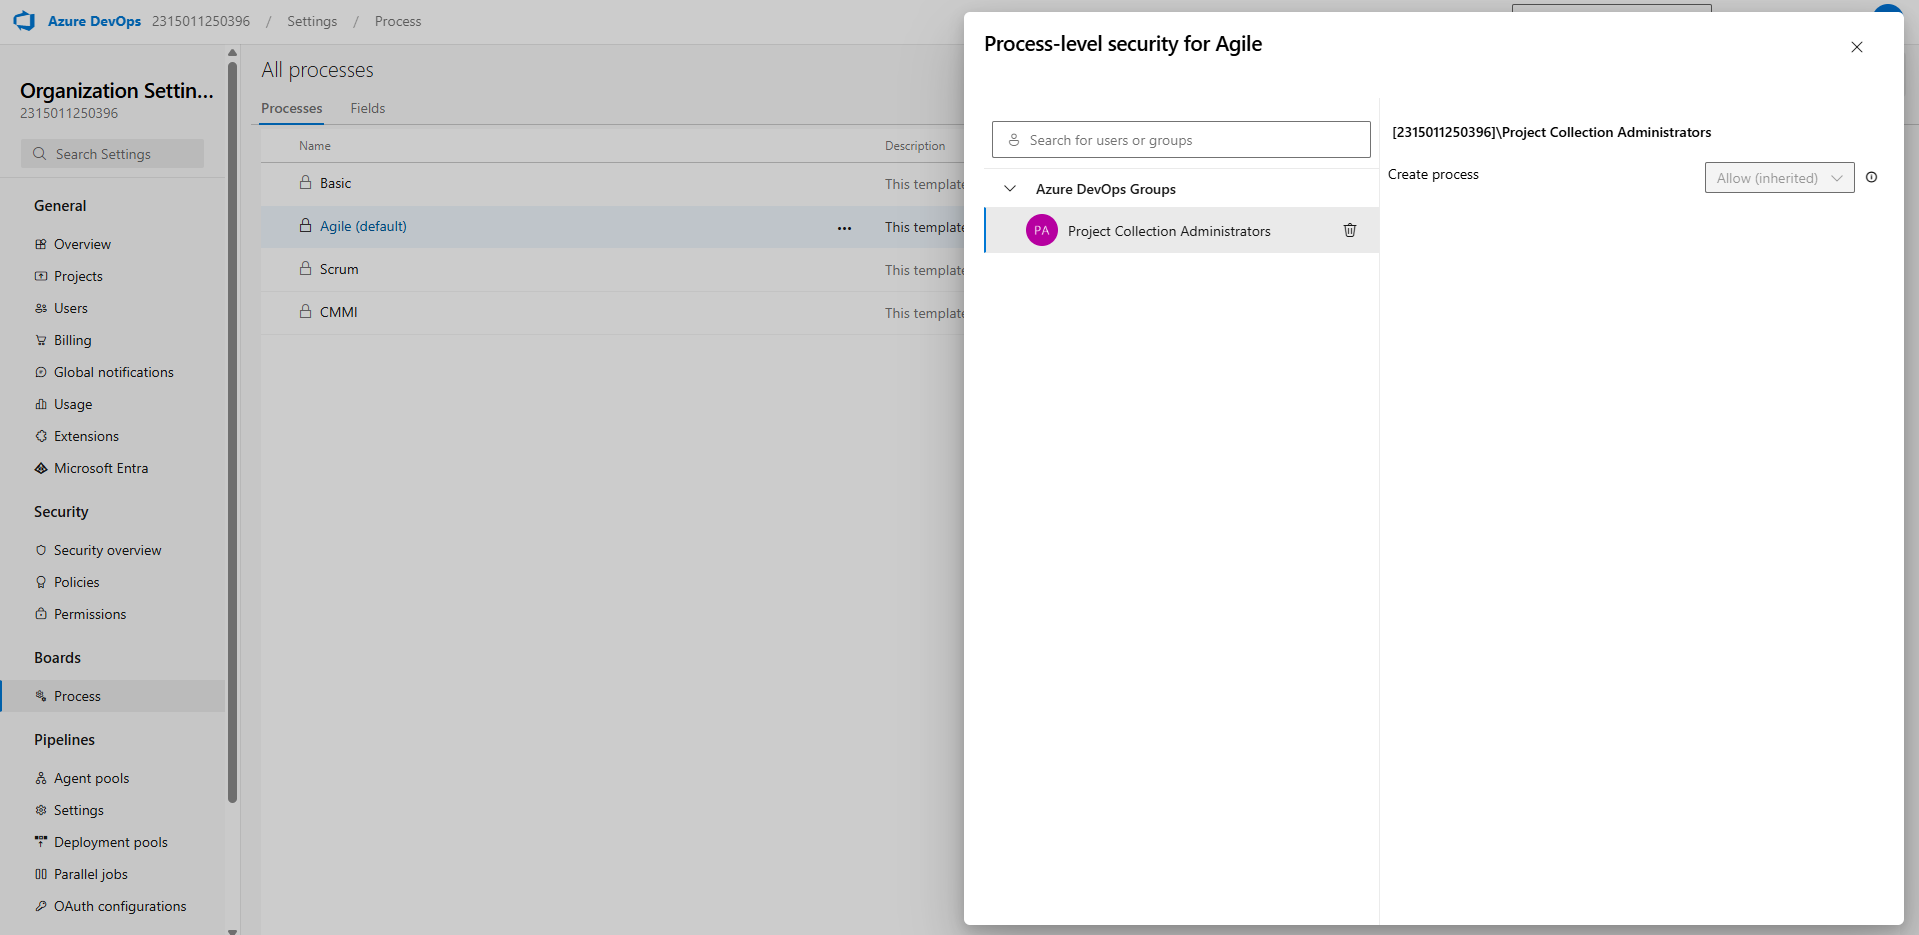 Azure DevOps 2315011250396 / Settings / Process
Organization Settin...
2315011250396
Search Settings
General
Overview
Projects
Users
Billing
Global notifications
Usage
Extensions
Microsoft Entra
Security
Security overview
Policies
Permissions
Boards
Process
Pipelines
Agent pools
Settings
Deployment pools
Parallel jobs
OAuth configurations
All processes
Processes Fields
Name Description
Basic This template
Agile (default) ... This template
Scrum This template
CMMI This template
Process-level security for Agile
Search for users or groups
Azure DevOps Groups
PA Project Collection Administrators
[2315011250396]\Project Collection Administrators
Create process Allow (inherited)